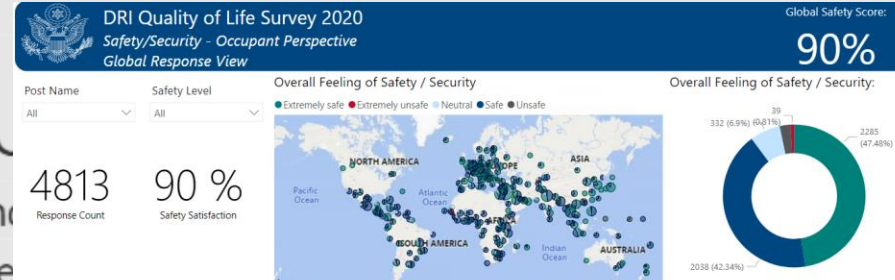 DRI Quality of Life Survey 2020
Safety/Security - Occupant Perspective
Global Response View
Global Safety Score:
90%
Post Name
All
Safety Level
All
4813
Response Count
90 %
Safety Satisfaction
Overall Feeling of Safety / Security
Extremely safe Extremely unsafe Neutral Safe Unsafe
NORTH AMERICA
ASIA
Pacific
Ocean
Atlantic
Ocean
SOUTH AMERICA
Indian
Ocean
AUSTRALIA
Overall Feeling of Safety / Security:
39
(0.81%)
332 (6.9%)
2285
(47.48%)
2038 (42.34%)